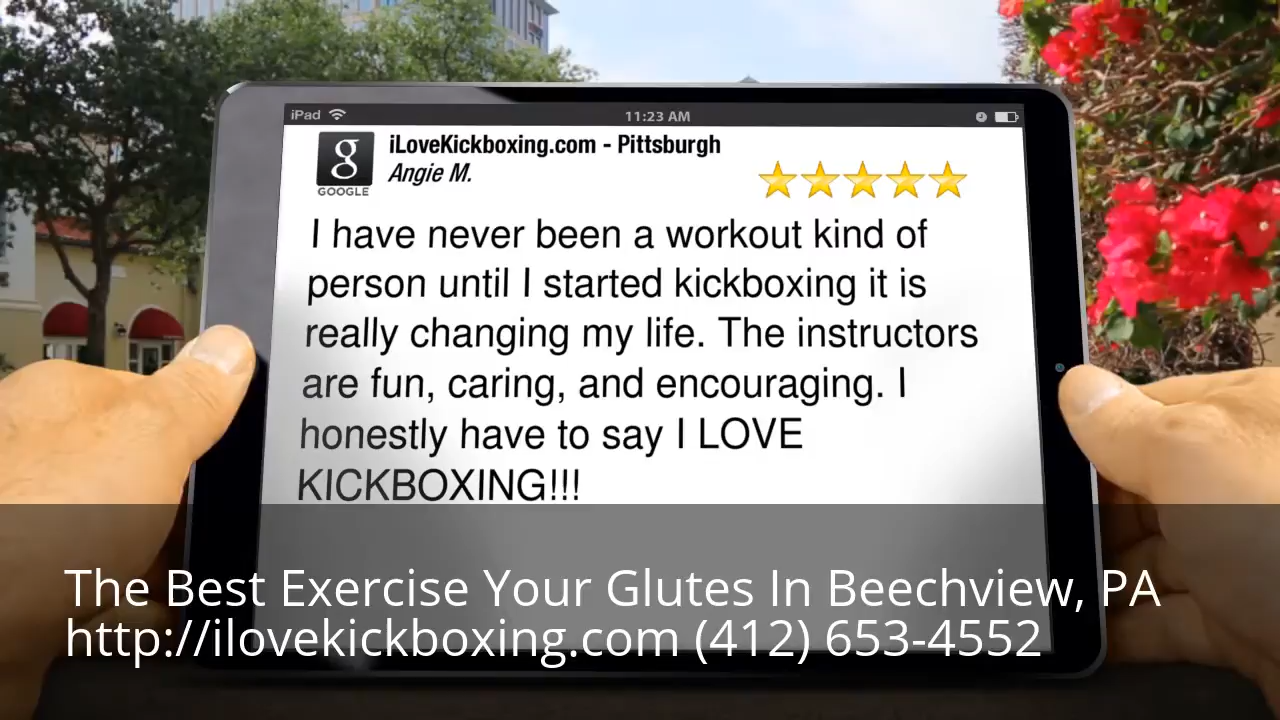 iPad
11:23 AM
g
GOOGLE
iLoveKickboxing.com - Pittsburgh
Angie M.
I have never been a workout kind of
person until I started kickboxing it is
really changing my life. The instructors
are fun, caring, and encouraging. I
honestly have to say I LOVE
KICKBOXING!!!
The Best Exercise Your Glutes In Beechview, PA
http://ilovekickboxing.com (412) 653-4552